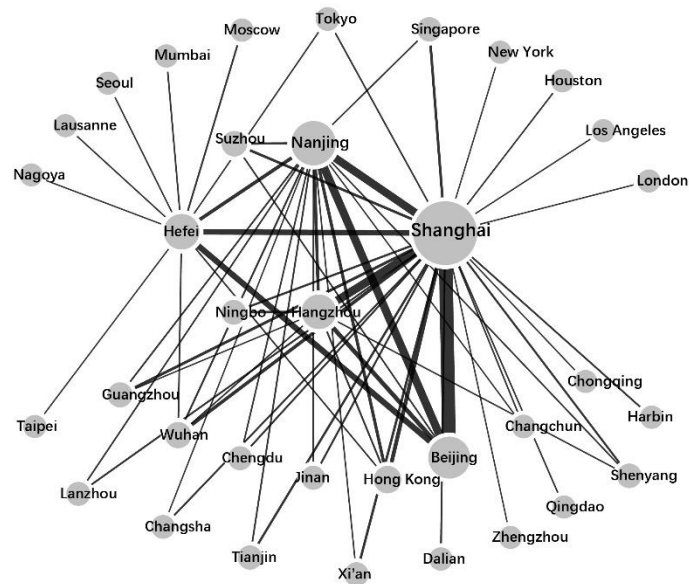 Tokyo
Moscow
Singapore
Mumbai
New York
Seoul
Houston
Lausanne
Suzhou
Nanjing
Los Angeles
Nagoya
London
Hefei
Shanghai
Ningbo
Hangzhou
Guangzhou
Chongqing
Taipei
Wuhan
Changchun
Harbin
Chengdu
Beijing
Lanzhou
Jinan
Hong Kong
Shenyang
Changsha
Qingdao
Tianjin
Zhengzhou
Xi'an
Dalian